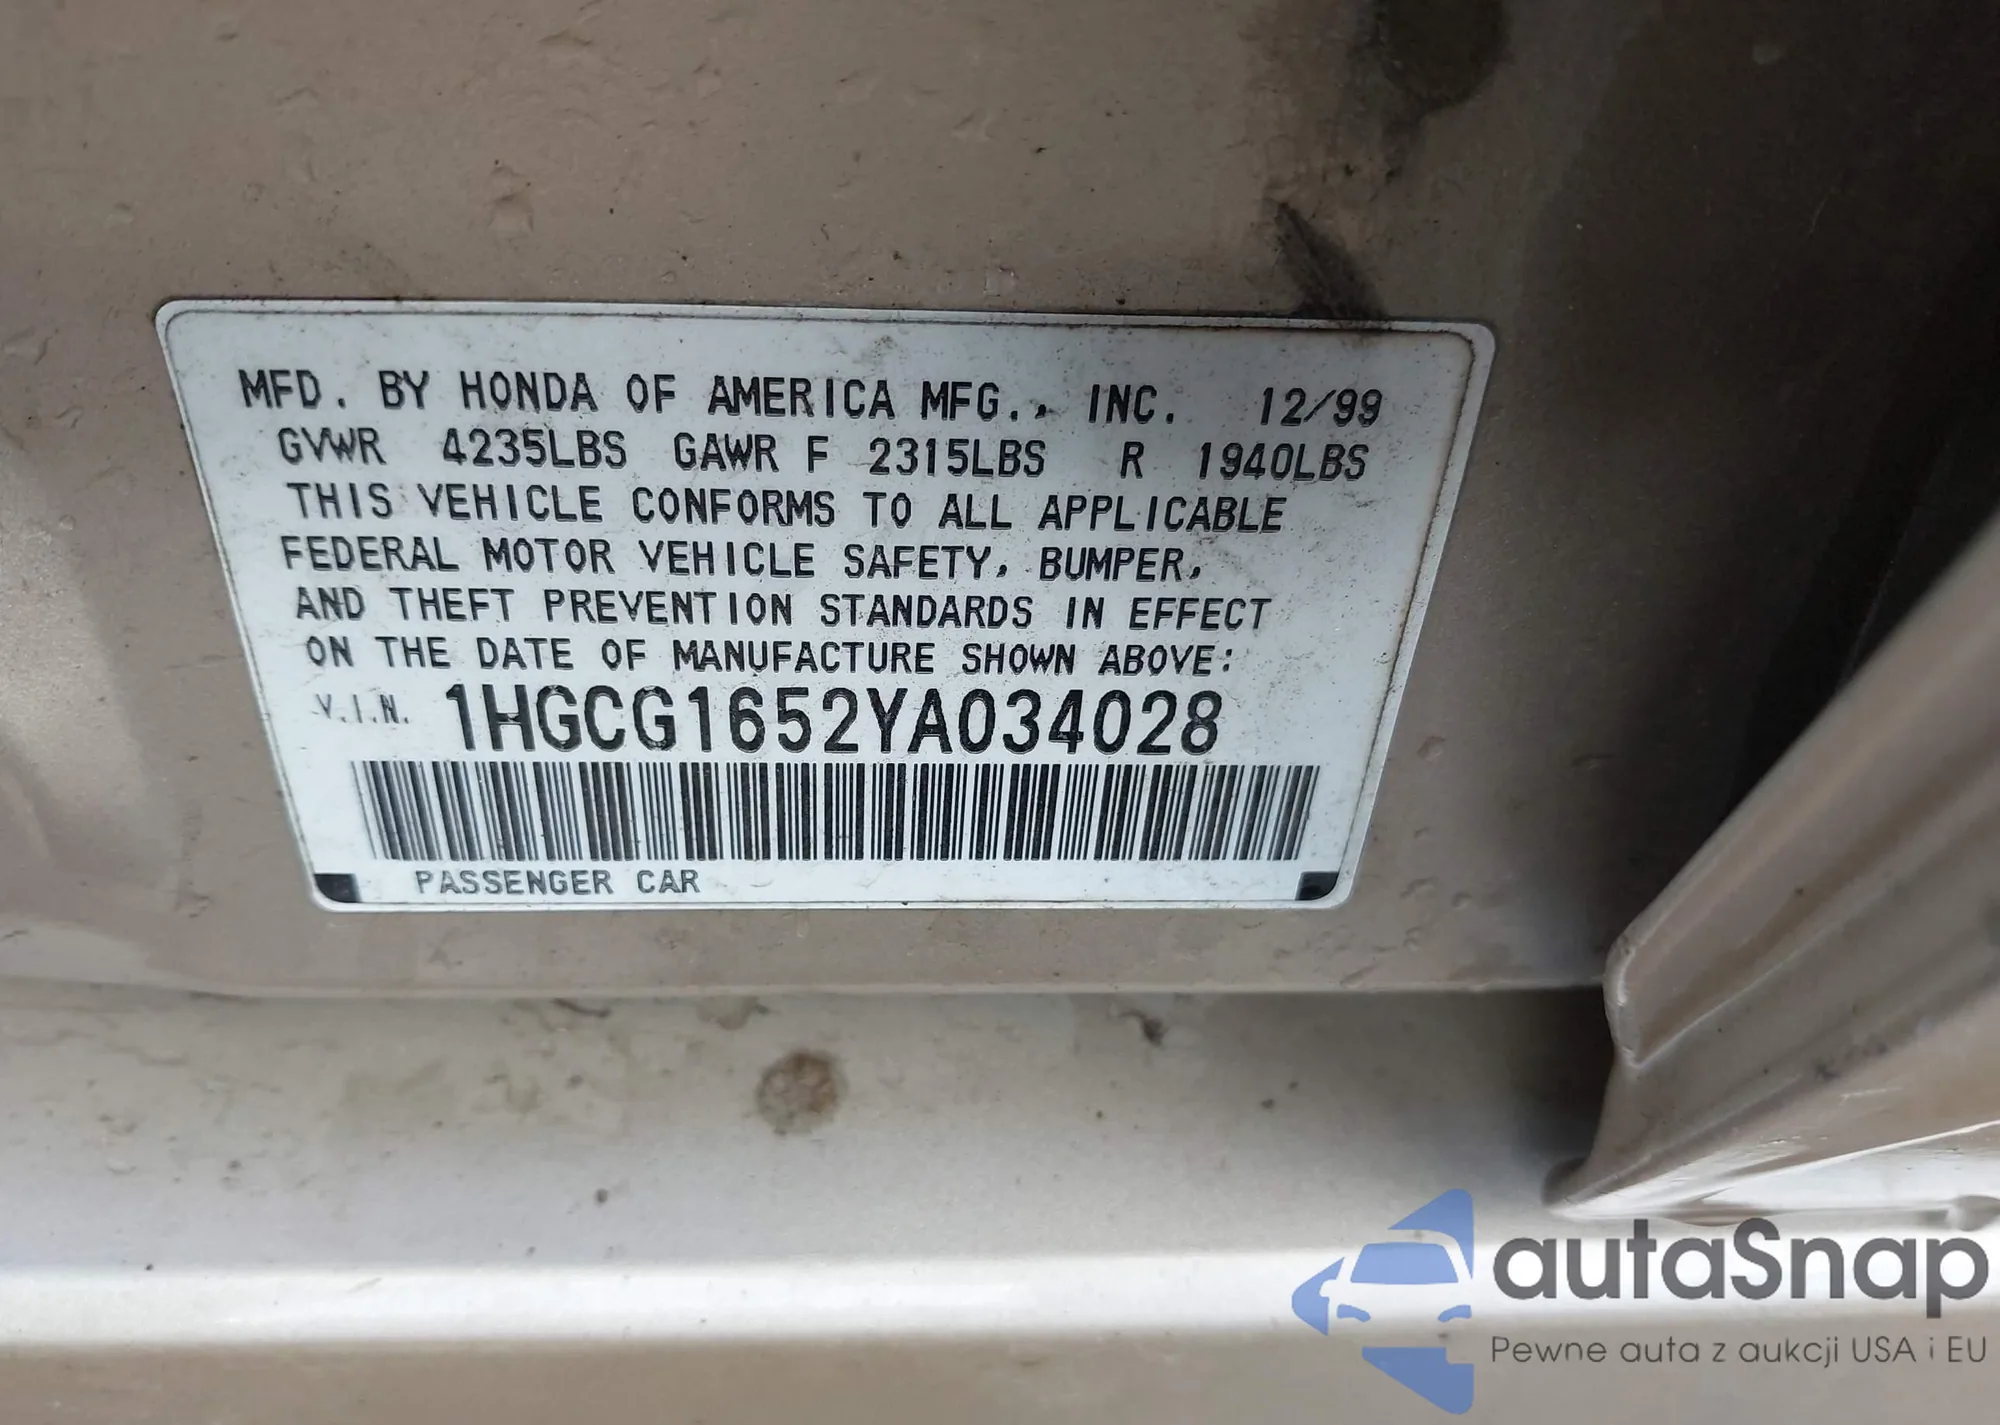 MFD. BY HONDA OF AMERICA MFG., INC. 12/99
GVWR 4235LBS GAWR F 2315LBS R 1940LBS
THIS VEHICLE CONFORMS TO ALL APPLICABLE
FEDERAL MOTOR VEHICLE SAFETY, BUMPER,
AND THEFT PREVENTION STANDARDS IN EFFECT
ON THE DATE OF MANUFACTURE SHOWN ABOVE:
V.I.N. 1HGCG1652YA034028
PASSENGER CAR
autaSnap
Pewne auta z aukcji USA i EU